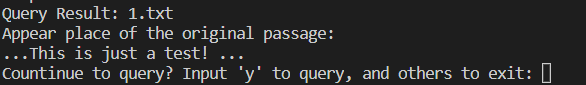 Query Result: 1.txt
Appear place of the original passage:
...This is just a test! ...
Countinue to query? Input 'y' to query, and others to exit: